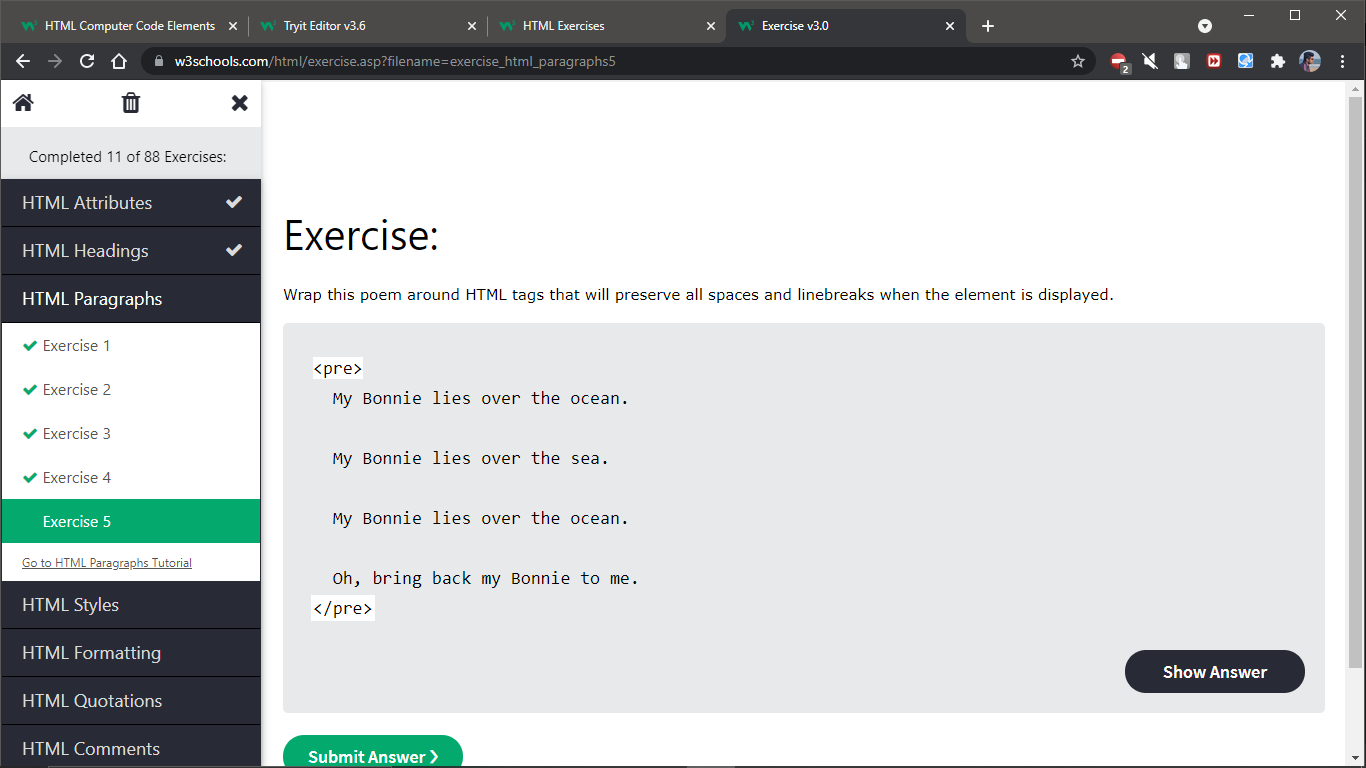 HTML Computer Code Elements
Tryit Editor v3.6
HTML Exercises
Exercise v3.0
w3schools.com/html/exercise.asp?filename=exercise_html_paragraphs5
2
Completed 11 of 88 Exercises:
HTML Attributes
HTML Headings
HTML Paragraphs
Exercise 1
Exercise 2
Exercise 3
Exercise 4
Exercise 5
Go to HTML Paragraphs Tutorial
HTML Styles
HTML Formatting
HTML Quotations
HTML Comments
Exercise:
Wrap this poem around HTML tags that will preserve all spaces and linebreaks when the element is displayed.
<pre>
My Bonnie lies over the ocean.
My Bonnie lies over the sea.
My Bonnie lies over the ocean.
Oh, bring back my Bonnie to me.
</pre>
Show Answer
Submit Answer ❯